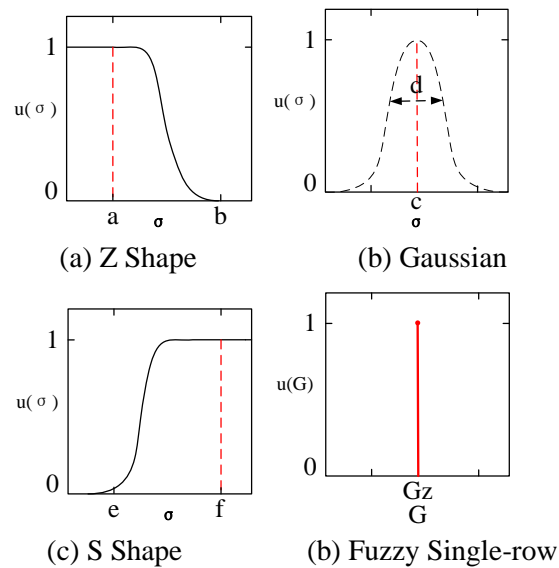 1
u(σ)
0
a
σ
b
(a) Z Shape
1
d
u(σ)
0
c
σ
(b) Gaussian
1
u(σ)
0
e
σ
f
(c) S Shape
1
u(G)
0
Gz
G
(b) Fuzzy Single-row